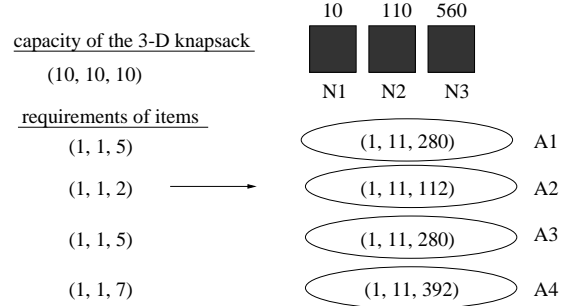 10 110 560
capacity of the 3-D knapsack
(10, 10, 10)
N1 N2 N3
requirements of items
(1, 1, 5) (1, 11, 280) A1
(1, 1, 2) (1, 11, 112) A2
(1, 1, 5) (1, 11, 280) A3
(1, 1, 7) (1, 11, 392) A4